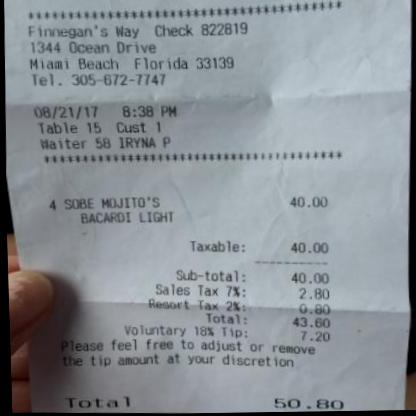 *****************************************
Finnegan's Way Check 822819
1344 Ocean Drive
Miami Beach Florida 33139
Tel. 305-672-7747
08/21/17 8:38 PM
Table 15 Cust 1
Waiter 58 IRYNA P
*****************************************
4 SOBE MOJITO'S 40.00
BACARDI LIGHT
Taxable: 40.00
----------
Sub-total: 40.00
Sales Tax 7%: 2.80
Resort Tax 2%: 0.80
Total: 43.60
Voluntary 18% Tip: 7.20
Please feel free to adjust or remove
the tip amount at your discretion
Total 50.80